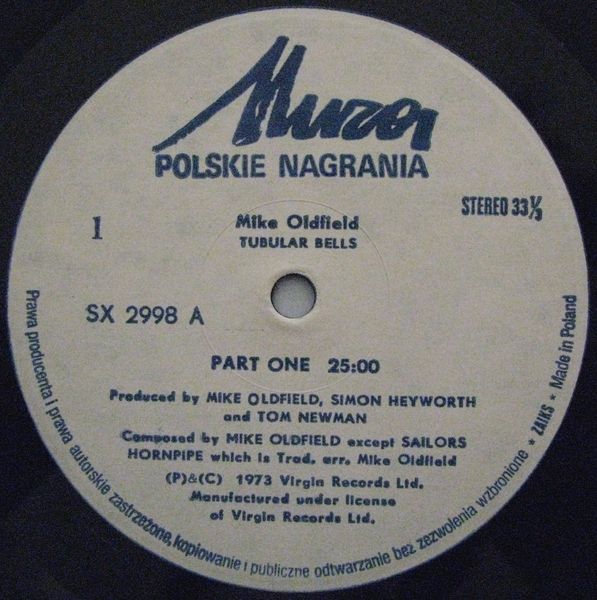 Muza
POLSKIE NAGRANIA
STEREO 33⅓
1
Mike Oldfield
TUBULAR BELLS
SX 2998 A
PART ONE 25:00
Produced by MIKE OLDFIELD, SIMON HEYWORTH
and TOM NEWMAN
Composed by MIKE OLDFIELD except SAILORS
HORNPIPE which is Trad. arr. Mike Oldfield
(P)&(C) 1973 Virgin Records Ltd.
Manufactured under license
of Virgin Records Ltd.
Prawa producenta i prawa autorskie zastrzeżone, kopiowanie i publiczne odtwarzanie bez zezwolenia wzbronione * ZAIKS * Made in Poland